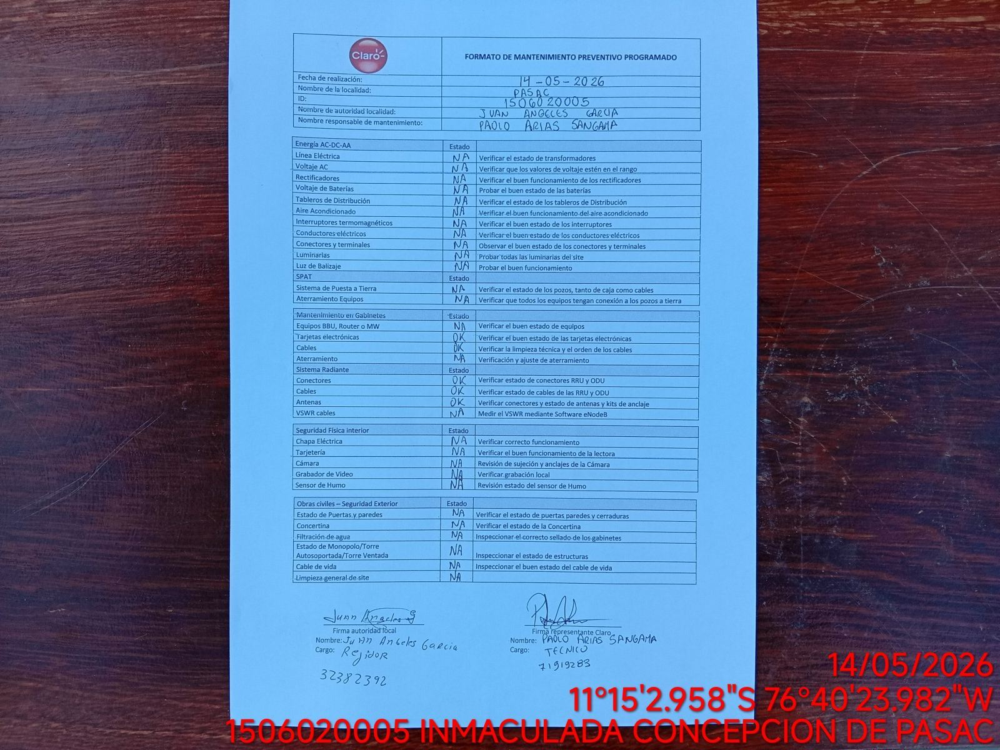 Claro
FORMATO DE MANTENIMIENTO PREVENTIVO PROGRAMADO
Fecha de realización: 14-05-2026
Nombre de la localidad: PASAC
ID: 1506020005
Nombre de autoridad localidad: JUAN ANGELES GARCIA
Nombre responsable de mantenimiento: PAOLO ARIAS SANGAMA
Energía AC-DC-AA Estado
Línea Eléctrica NA Verificar el estado de transformadores
Voltaje AC NA Verificar que los valores de voltaje estén en el rango
Rectificadores NA Verificar el buen funcionamiento de los rectificadores
Voltaje de Baterías NA Probar el buen estado de las baterías
Tableros de Distribución NA Verificar el estado de los tableros de Distribución
Aire Acondicionado NA Verificar el buen funcionamiento del aire acondicionado
Interruptores termomagnéticos NA Verificar el buen estado de los interruptores
Conductores eléctricos NA Verificar el buen estado de los conductores eléctricos
Conectores y terminales NA Observar el buen estado de los conectores y terminales
Luminarias NA Probar todas las luminarias del site
Luz de Balizaje NA Probar el buen funcionamiento
SPAT Estado
Sistema de Puesta a Tierra NA Verificar el estado de los pozos, tanto de caja como cables
Aterramiento Equipos NA Verificar que todos los equipos tengan conexión a los pozos a tierra
Mantenimiento en Gabinetes Estado
Equipos BBU, Router o MW NA Verificar el buen estado de equipos
Tarjetas electrónicas OK Verificar el buen estado de las tarjetas electrónicas
Cables OK Verificar la limpieza técnica y el orden de los cables
Aterramiento NA Verificación y ajuste de aterramiento
Sistema Radiante Estado
Conectores OK Verificar estado de conectores RRU y ODU
Cables OK Verificar estado de cables de las RRU y ODU
Antenas OK Verificar conectores y estado de antenas y kits de anclaje
VSWR cables NA Medir el VSWR mediante Software eNodeB
Seguridad Física interior Estado
Chapa Eléctrica NA Verificar correcto funcionamiento
Tarjetería NA Verificar el buen funcionamiento de la lectora
Cámara NA Revisión de sujeción y anclajes de la Cámara
Grabador de Video NA Verificar grabación local
Sensor de Humo NA Revisión estado del sensor de Humo
Obras civiles – Seguridad Exterior Estado
Estado de Puertas y paredes NA Verificar el estado de puertas paredes y cerraduras
Concertina NA Verificar el estado de la Concertina
Filtración de agua NA Inspeccionar el correcto sellado de los gabinetes
Estado de Monopolo/Torre
Autosoportada/Torre Ventada NA Inspeccionar el estado de estructuras
Cable de vida NA Inspeccionar el buen estado del cable de vida
Limpieza general de site NA
Juan Angeles G
Firma autoridad local Firma representante Claro
Nombre: Juan Angeles Garcia Nombre: PAOLO ARIAS SANGAMA
Cargo: Rejidor Cargo: TECNICO
32382392 71919283
14/05/2026
11°15'2.958"S 76°40'23.982"W
1506020005 INMACULADA CONCEPCION DE PASAC